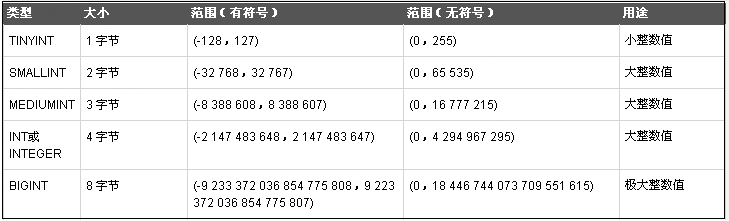 类型 大小 范围（有符号） 范围（无符号） 用途
TINYINT 1 字节 (-128，127) (0，255) 小整数值
SMALLINT 2 字节 (-32 768，32 767) (0，65 535) 大整数值
MEDIUMINT 3 字节 (-8 388 608，8 388 607) (0，16 777 215) 大整数值
INT或 4 字节 (-2 147 483 648，2 147 483 647) (0，4 294 967 295) 大整数值
INTEGER
BIGINT 8 字节 (-9 233 372 036 854 775 808，9 223 (0，18 446 744 073 709 551 615) 极大整数值
372 036 854 775 807)